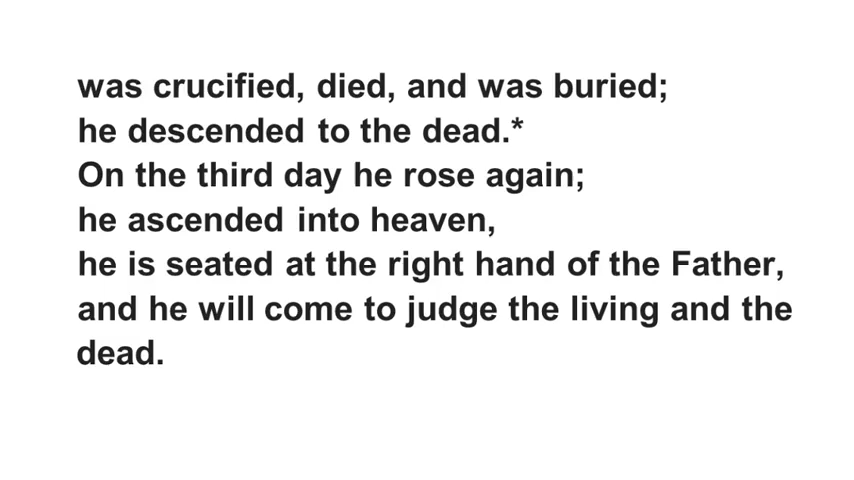 was crucified, died, and was buried;
he descended to the dead.*
On the third day he rose again;
he ascended into heaven,
he is seated at the right hand of the Father,
and he will come to judge the living and the
dead.